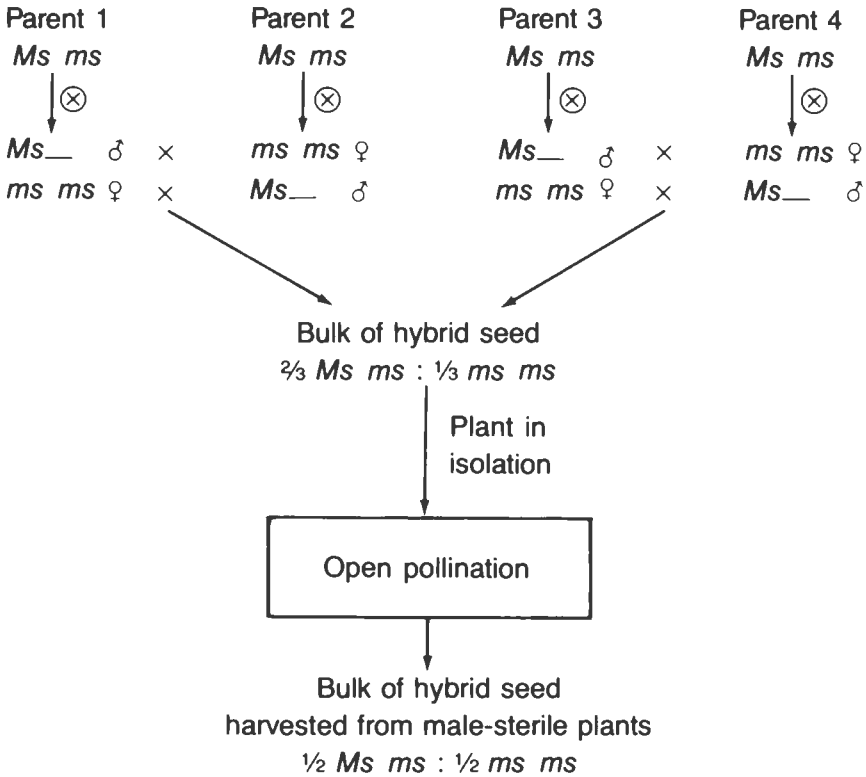 Parent 1 Parent 2 Parent 3 Parent 4
Ms ms Ms ms Ms ms Ms ms
⊗ ⊗ ⊗ ⊗
Ms__ ♂ × ms ms ♀ Ms__ ♂ × ms ms ♀
ms ms ♀ × Ms__ ♂ ms ms ♀ × Ms__ ♂
Bulk of hybrid seed
⅔ Ms ms : ⅓ ms ms
Plant in
isolation
Open pollination
Bulk of hybrid seed
harvested from male-sterile plants
½ Ms ms : ½ ms ms